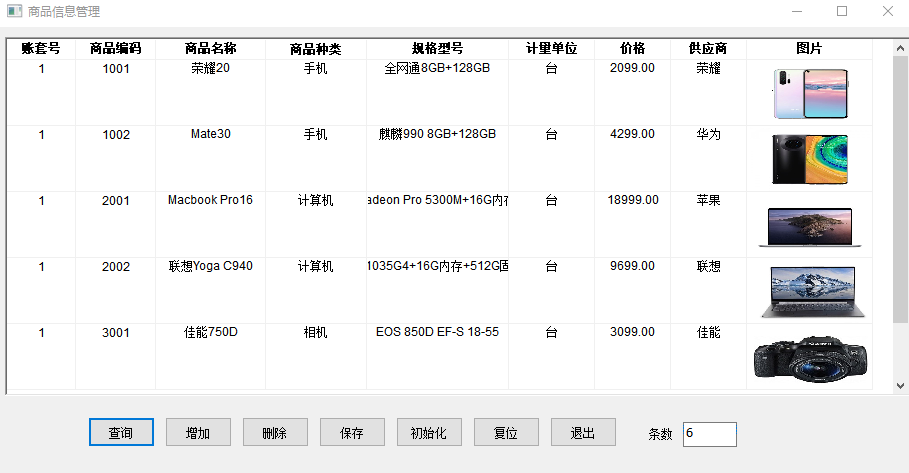 商品信息管理
账套号 商品编码 商品名称 商品种类 规格型号 计量单位 价格 供应商 图片
1 1001 荣耀20 手机 全网通8GB+128GB 台 2099.00 荣耀
1 1002 Mate30 手机 麒麟990 8GB+128GB 台 4299.00 华为
1 2001 Macbook Pro16 计算机 adeon Pro 5300M+16G内存 台 18999.00 苹果
1 2002 联想Yoga C940 计算机 1035G4+16G内存+512G固 台 9699.00 联想
1 3001 佳能750D 相机 EOS 850D EF-S 18-55 台 3099.00 佳能
查询 增加 删除 保存 初始化 复位 退出 条数 6